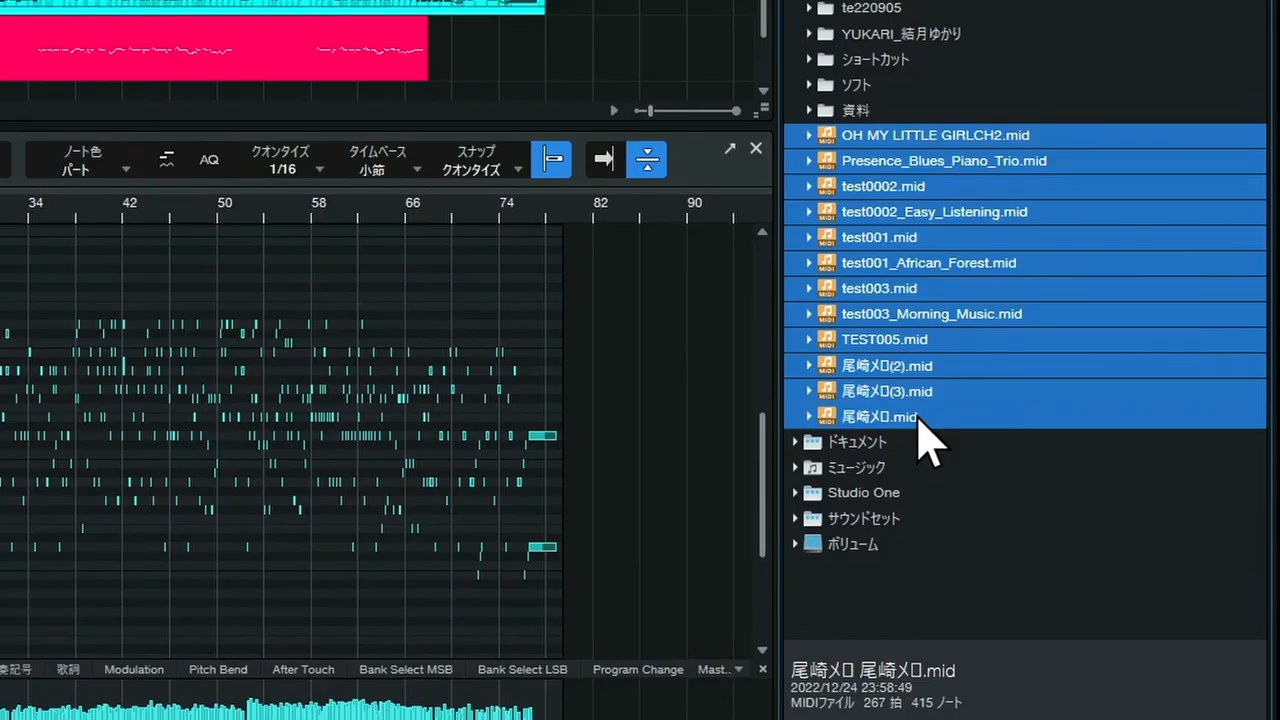 te220905
YUKARI_結月ゆかり
ショートカット
ソフト
資料
OH MY LITTLE GIRLCH2.mid
Presence_Blues_Piano_Trio.mid
test0002.mid
test0002_Easy_Listening.mid
test001.mid
test001_African_Forest.mid
test003.mid
test003_Morning_Music.mid
TEST005.mid
尾崎メロ(2).mid
尾崎メロ(3).mid
尾崎メロ.mid
ドキュメント
ミュージック
Studio One
サウンドセット
ボリューム
ノート色
パート
AQ
クオンタイズ
1/16
タイムベース
小節
スナップ
クオンタイズ
34 42 50 58 66 74 82 90
奏記号 歌詞 Modulation Pitch Bend After Touch Bank Select MSB Bank Select LSB Program Change Mast..
尾崎メロ 尾崎メロ.mid
2022/12/24 23:58:49
MIDIファイル 267 拍 415 ノート